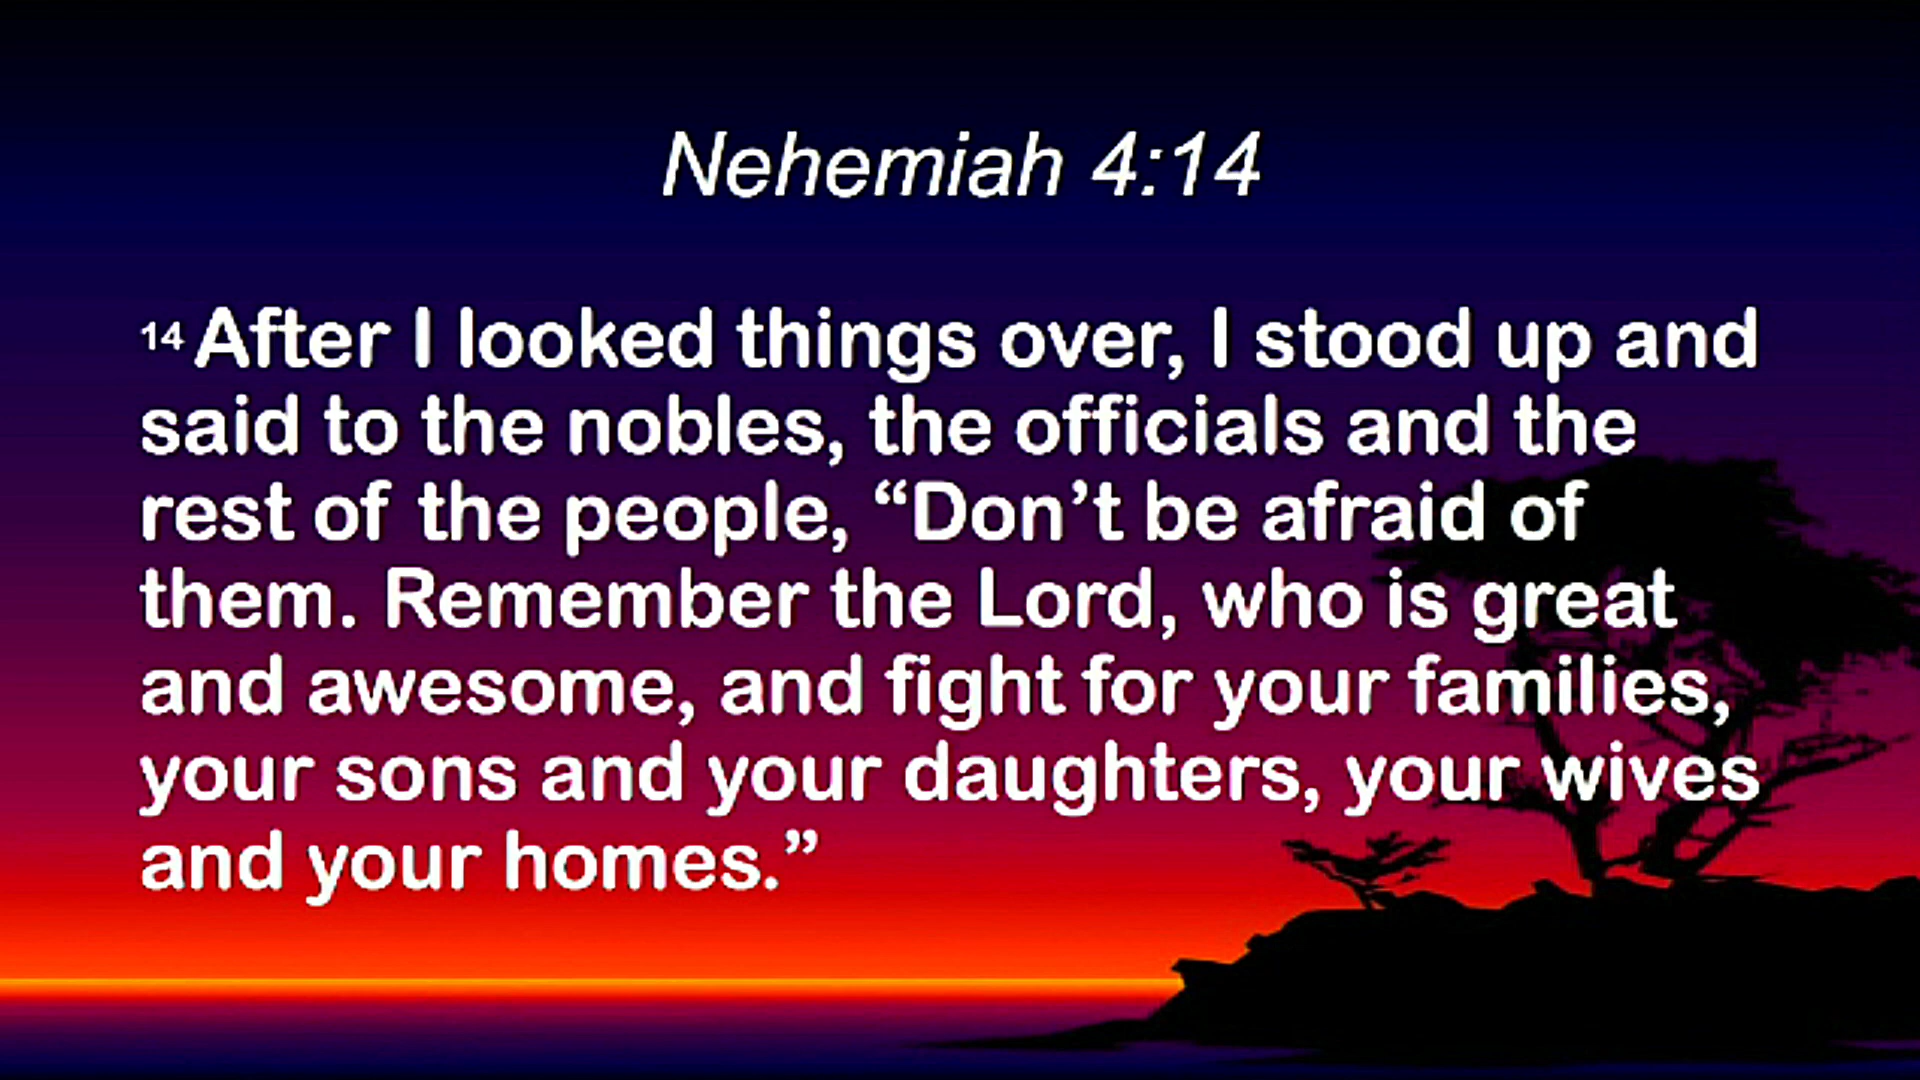 Nehemiah 4:14
14 After I looked things over, I stood up and
said to the nobles, the officials and the
rest of the people, “Don’t be afraid of
them. Remember the Lord, who is great
and awesome, and fight for your families,
your sons and your daughters, your wives
and your homes.”